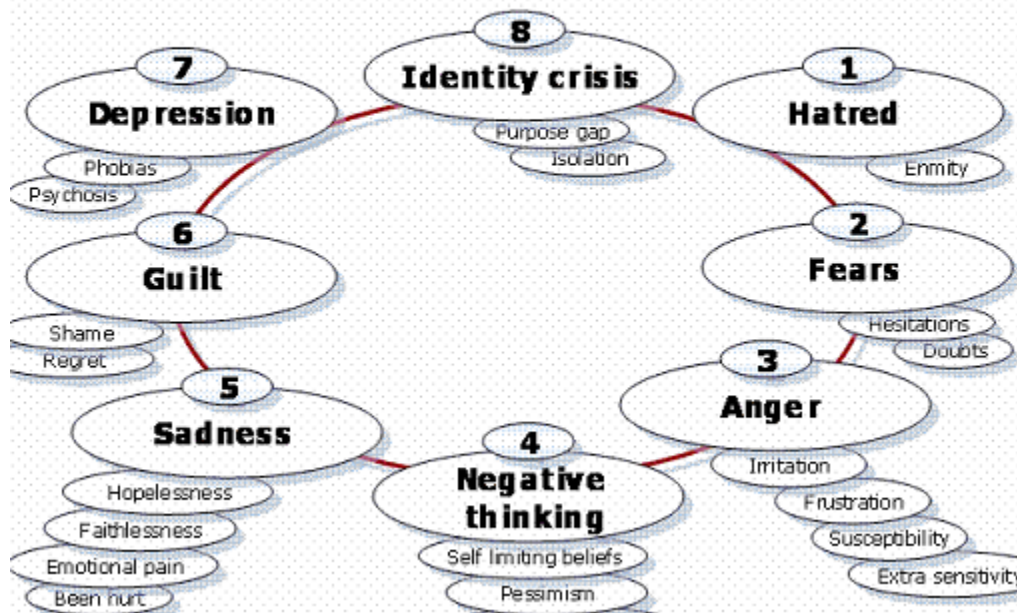 8
Identity crisis
Purpose gap
Isolation
1
Hatred
Enmity
2
Fears
Hesitations
Doubts
3
Anger
Irritation
Frustration
Susceptibility
Extra sensitivity
4
Negative
thinking
Self limiting beliefs
Pessimism
5
Sadness
Hopelessness
Faithlessness
Emotional pain
Been hurt
6
Guilt
Shame
Regret
7
Depression
Phobias
Psychosis